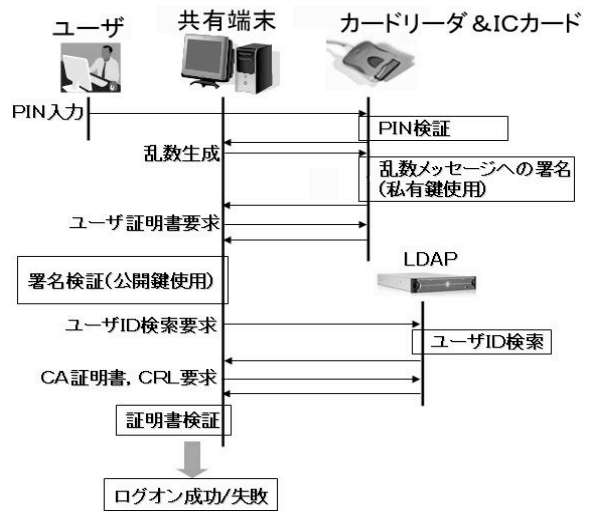 ユーザ
共有端末
カードリーダ&ICカード
PIN入力
PIN検証
乱数生成
乱数メッセージへの署名
(私有鍵使用)
ユーザ証明書要求
LDAP
署名検証(公開鍵使用)
ユーザID検索要求
ユーザID検索
CA証明書, CRL要求
証明書検証
ログオン成功/失敗